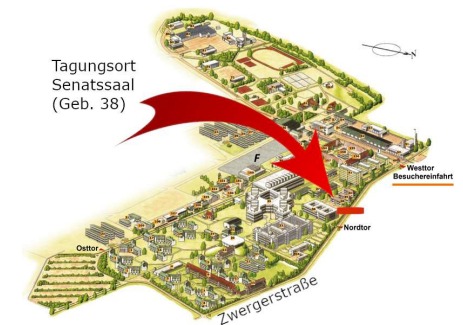 Tagungsort
Senatssaal
(Geb. 38)
N
F
Westtor
Besuchereinfahrt
Nordtor
Osttor
Zwergerstraße